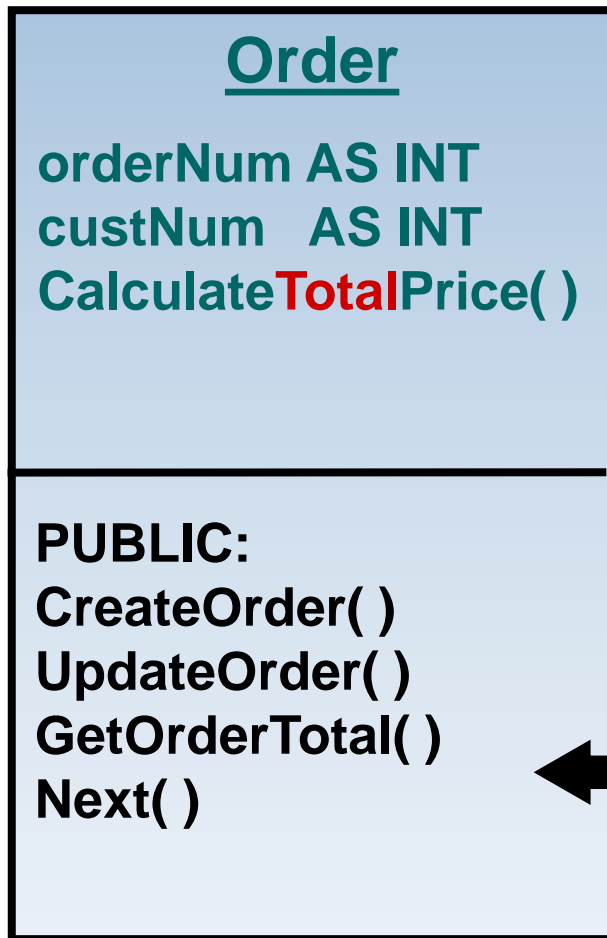 Order
orderNum AS INT
custNum AS INT
CalculateTotalPrice( )
PUBLIC:
CreateOrder( )
UpdateOrder( )
GetOrderTotal( )
Next( )